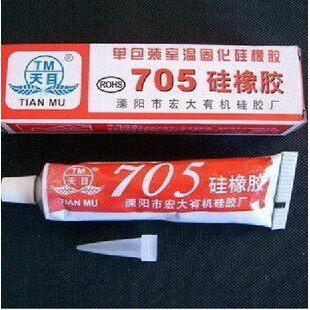 TM
天目
TIAN MU
单包装室温固化硅橡胶
ROHS
705 硅橡胶
溧阳市宏大有机硅胶厂
TM
天目
TIAN MU
705 硅橡胶
溧阳市宏大有机硅胶厂